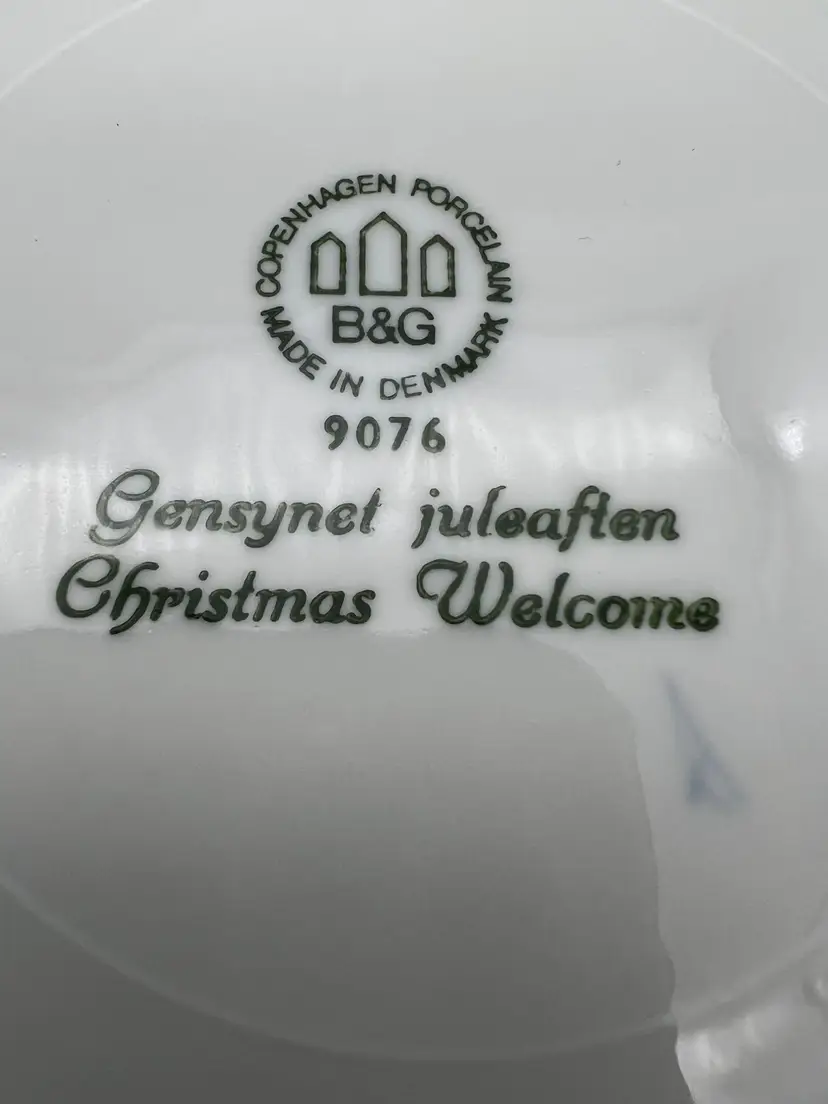 COPENHAGEN PORCELAIN
B&G
MADE IN DENMARK
9076
Gensynet juleaften
Christmas Welcome